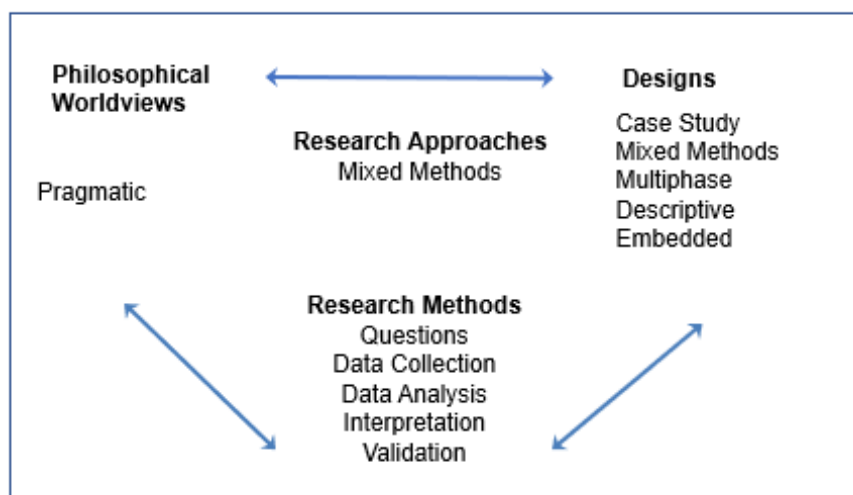 Philosophical
Worldviews
Pragmatic
Research Approaches
Mixed Methods
Designs
Case Study
Mixed Methods
Multiphase
Descriptive
Embedded
Research Methods
Questions
Data Collection
Data Analysis
Interpretation
Validation